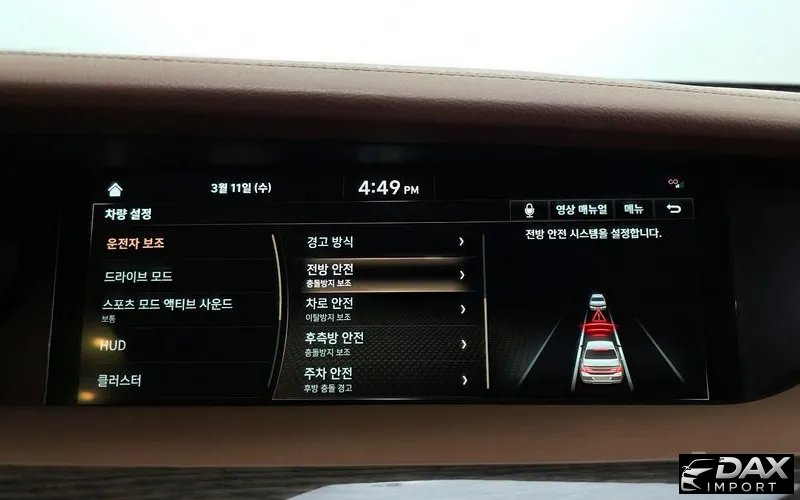 3월 11일 (수)
4:49 PM
차량 설정
영상 매뉴얼
메뉴
운전자 보조
드라이브 모드
스포츠 모드 액티브 사운드
보통
HUD
클러스터
경고 방식
전방 안전
충돌방지 보조
차로 안전
이탈방지 보조
후측방 안전
충돌방지 보조
주차 안전
후방 충돌 경고
전방 안전 시스템을 설정합니다.
DAX
IMPORT